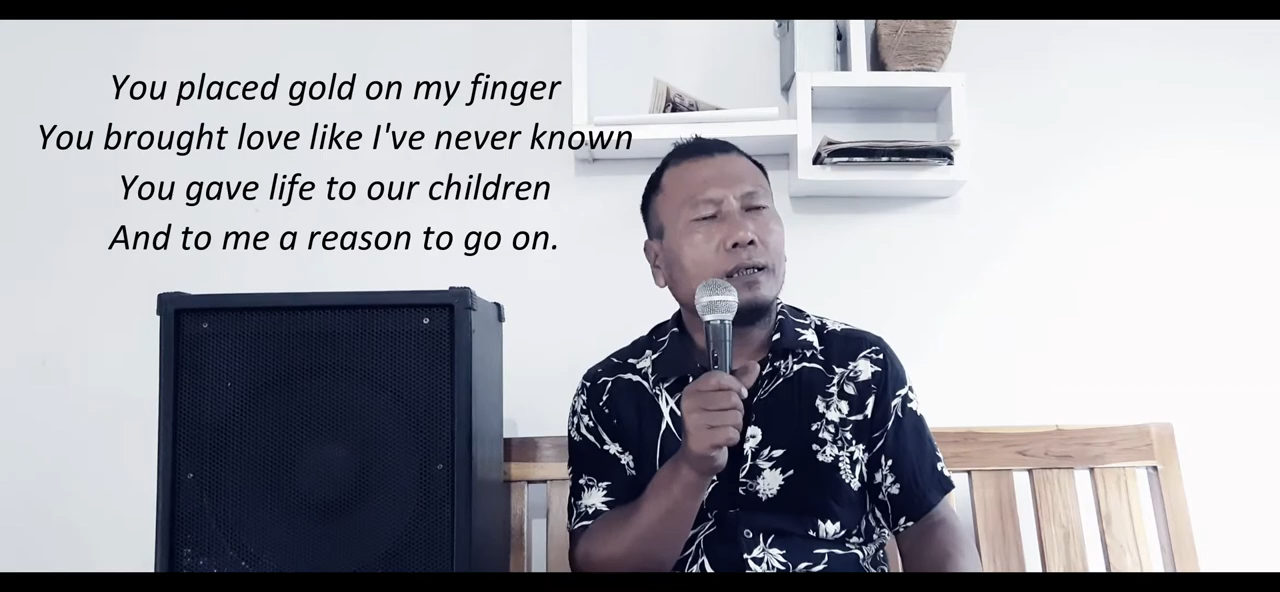 You placed gold on my finger
You brought love like I've never known
You gave life to our children
And to me a reason to go on.